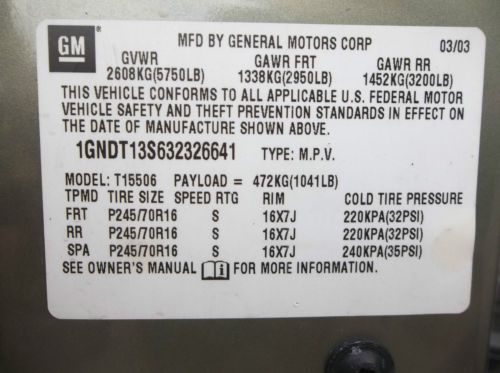 GM
MFD BY GENERAL MOTORS CORP 03/03
GVWR GAWR FRT GAWR RR
2608KG(5750LB) 1338KG(2950LB) 1452KG(3200LB)
THIS VEHICLE CONFORMS TO ALL APPLICABLE U.S. FEDERAL MOTOR
VEHICLE SAFETY AND THEFT PREVENTION STANDARDS IN EFFECT ON
THE DATE OF MANUFACTURE SHOWN ABOVE.
1GNDT13S632326641 TYPE: M.P.V.
MODEL: T15506 PAYLOAD = 472KG(1041LB)
TPMD TIRE SIZE SPEED RTG RIM COLD TIRE PRESSURE
FRT P245/70R16 S 16X7J 220KPA(32PSI)
RR P245/70R16 S 16X7J 220KPA(32PSI)
SPA P245/70R16 S 16X7J 240KPA(35PSI)
SEE OWNER'S MANUAL FOR MORE INFORMATION.